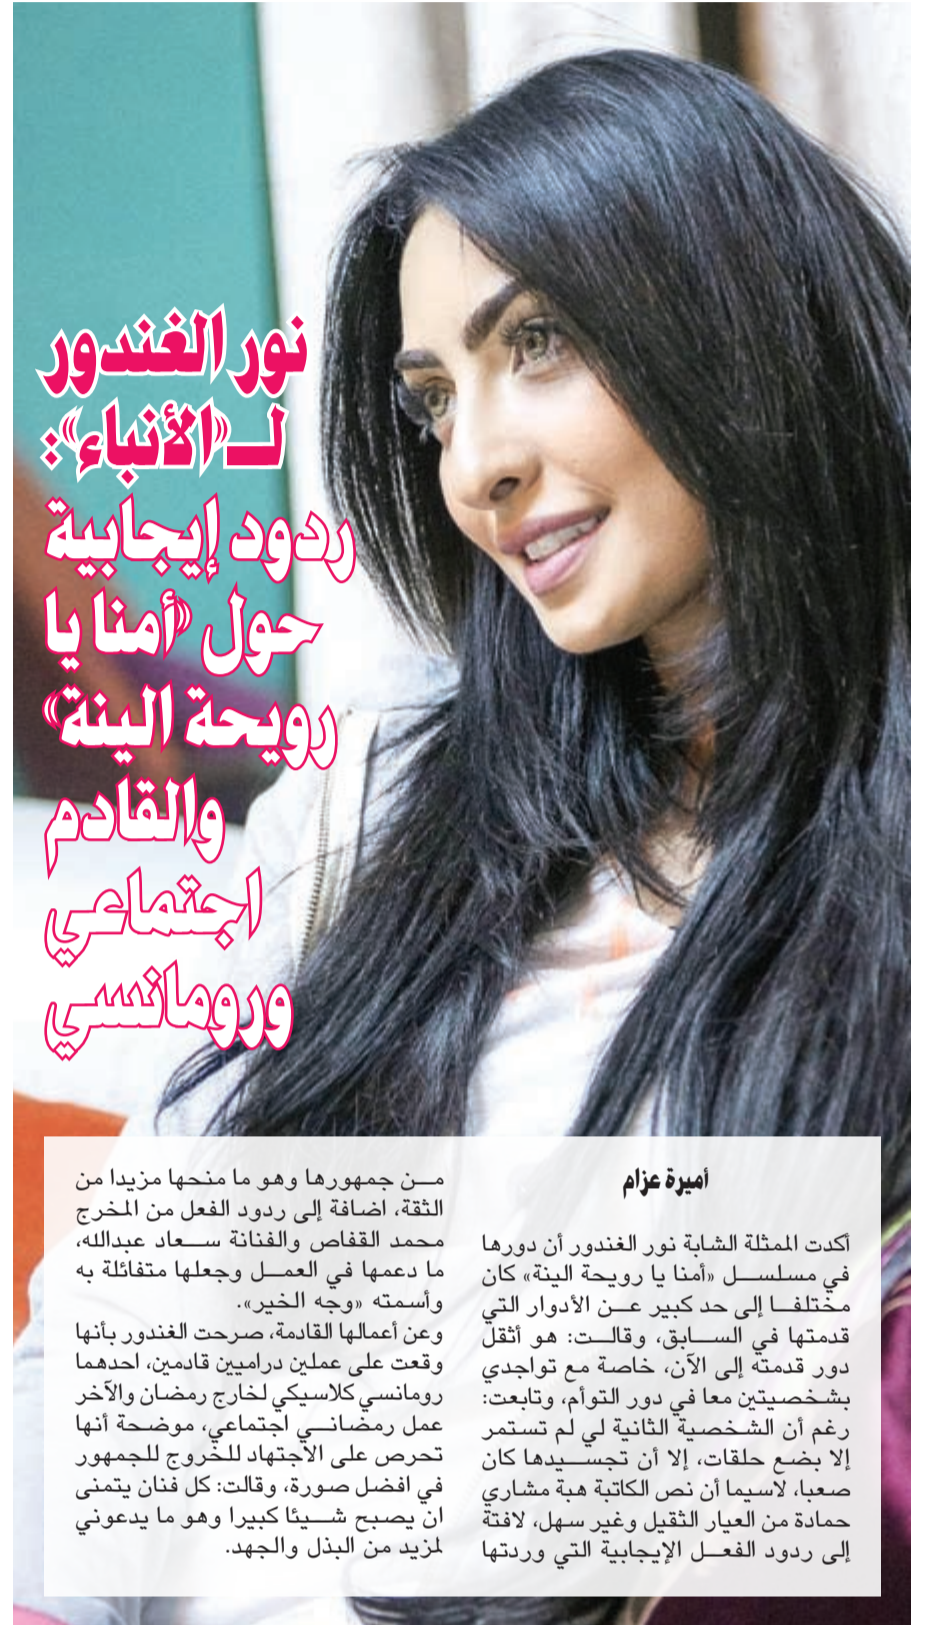 نور الغندور
لـ«الأنباء»:
ردود إيجابية
حول «أمنا يا
رويحة الينة»
والقادم
اجتماعي
ورومانسي
أميرة عزام
أكدت الممثلة الشابة نور الغندور أن دورها
في مسلسل «أمنا يا رويحة الينة» كان
مختلفا إلى حد كبير عن الأدوار التي
قدمتها في السابق، وقالت: هو أثقل
دور قدمته إلى الآن، خاصة مع تواجدي
بشخصيتين معا في دور التوأم، وتابعت:
رغم أن الشخصية الثانية لي لم تستمر
إلا بضع حلقات، إلا أن تجسيدها كان
صعبا، لاسيما أن نص الكاتبة هبة مشاري
حمادة من العيار الثقيل وغير سهل، لافتة
إلى ردود الفعل الإيجابية التي وردتها
من جمهورها وهو ما منحها مزيدا من
الثقة، اضافة إلى ردود الفعل من المخرج
محمد القفاص والفنانة سعاد عبدالله،
ما دعمها في العمل وجعلها متفائلة به
وأسمته «وجه الخير».
وعن أعمالها القادمة، صرحت الغندور بأنها
وقعت على عملين دراميين قادمين، احدهما
رومانسي كلاسيكي لخارج رمضان والآخر
عمل رمضاني اجتماعي، موضحة أنها
تحرص على الاجتهاد للخروج للجمهور
في افضل صورة، وقالت: كل فنان يتمنى
ان يصبح شيئا كبيرا وهو ما يدعوني
لمزيد من البذل والجهد.